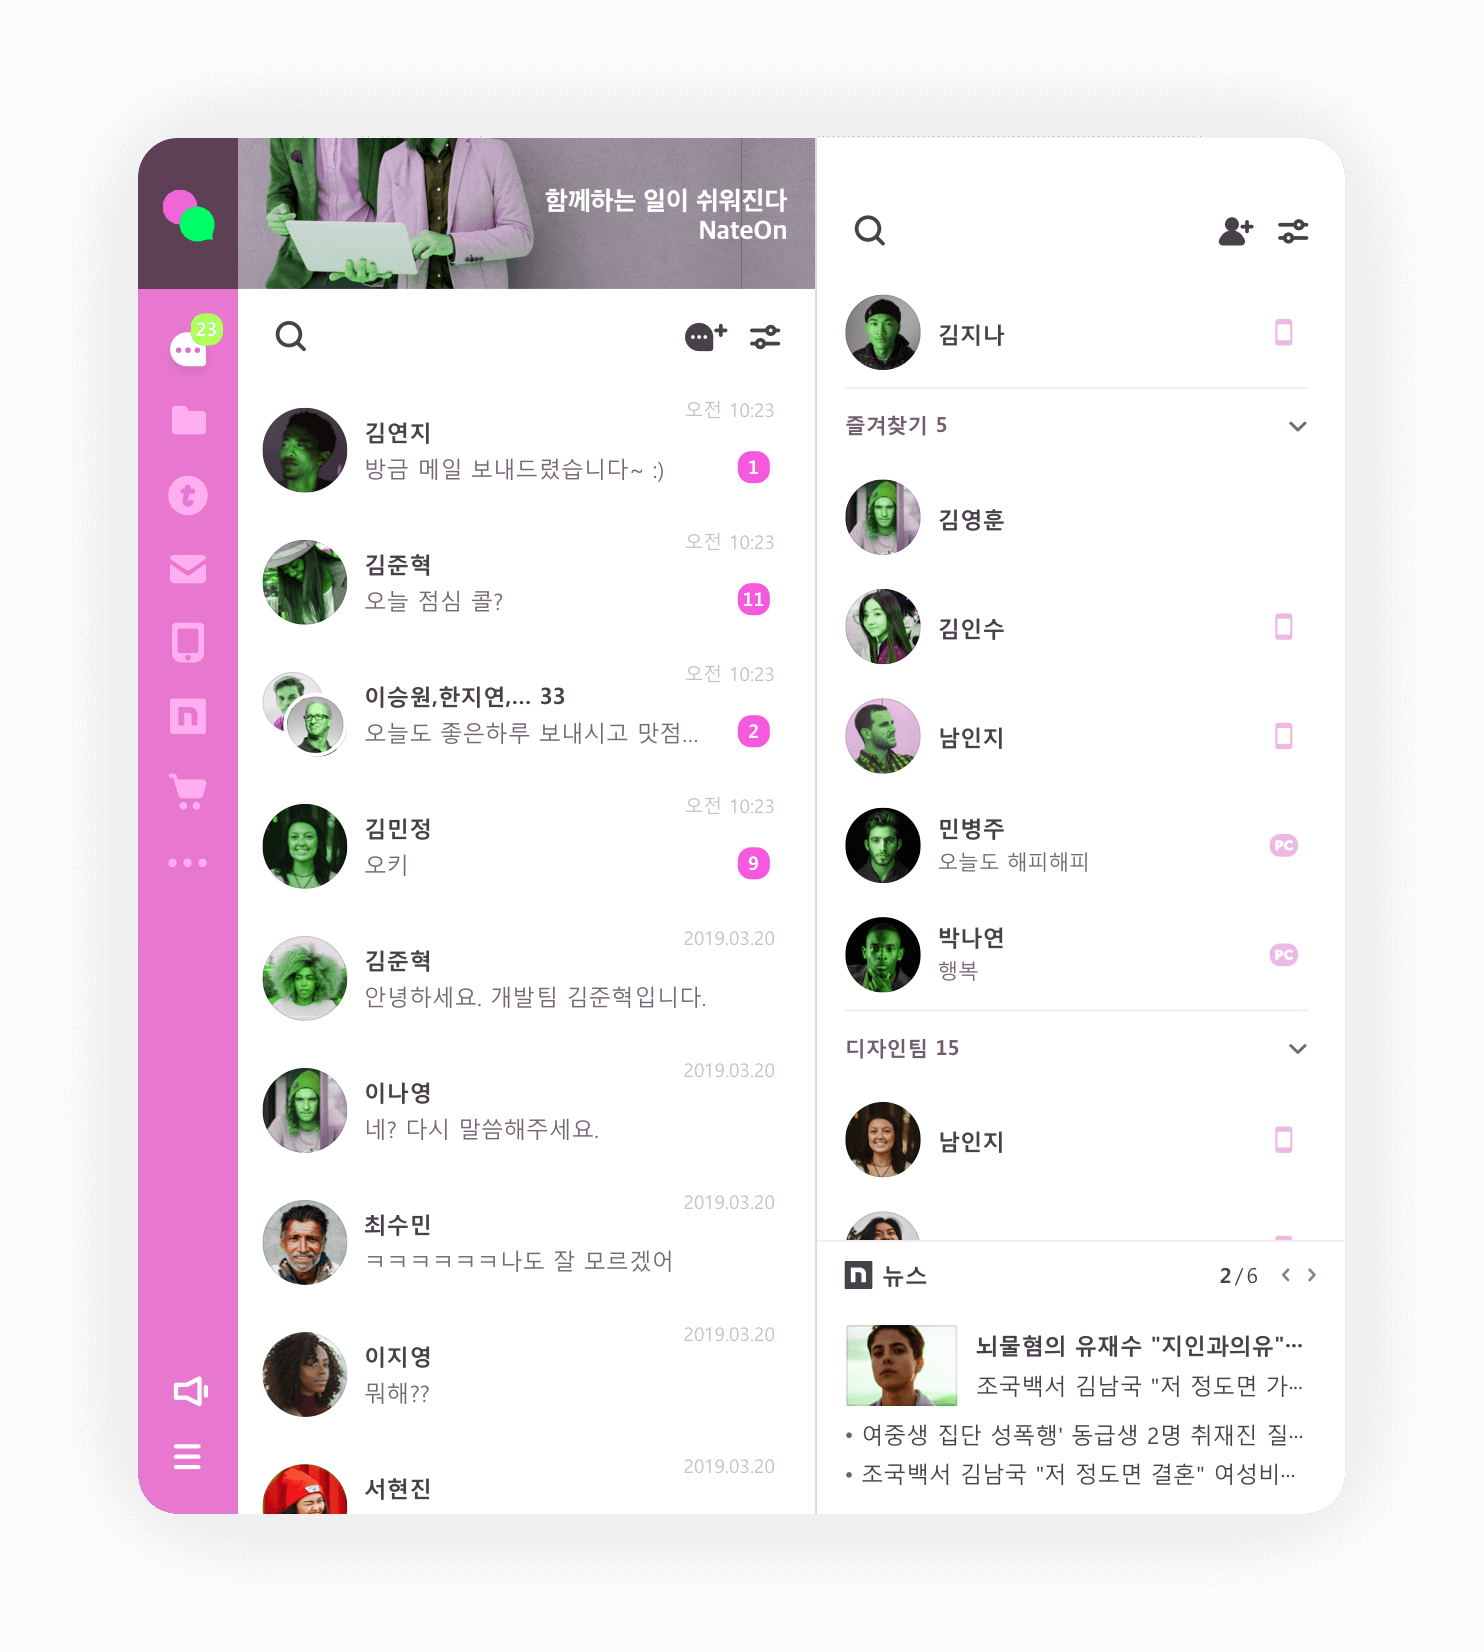 함께하는 일이 쉬워진다
NateOn
23
오전 10:23
김연지
방금 메일 보내드렸습니다~ :)
1
오전 10:23
김준혁
오늘 점심 콜?
11
오전 10:23
이승원,한지연,... 33
오늘도 좋은하루 보내시고 맛점...
2
오전 10:23
김민정
오키
9
2019.03.20
김준혁
안녕하세요. 개발팀 김준혁입니다.
2019.03.20
이나영
네? 다시 말씀해주세요.
2019.03.20
최수민
ㅋㅋㅋㅋㅋㅋ나도 잘 모르겠어
2019.03.20
이지영
뭐해??
2019.03.20
서현진
김지나
즐겨찾기 5
김영훈
김인수
남인지
민병주
오늘도 해피해피
PC
박나연
행복
PC
디자인팀 15
남인지
n 뉴스
2/6
뇌물혐의 유재수 "지인과의유"···
조국백서 김남국 "저 정도면 가···
• 여중생 집단 성폭행' 동급생 2명 취재진 질···
• 조국백서 김남국 "저 정도면 결혼" 여성비···